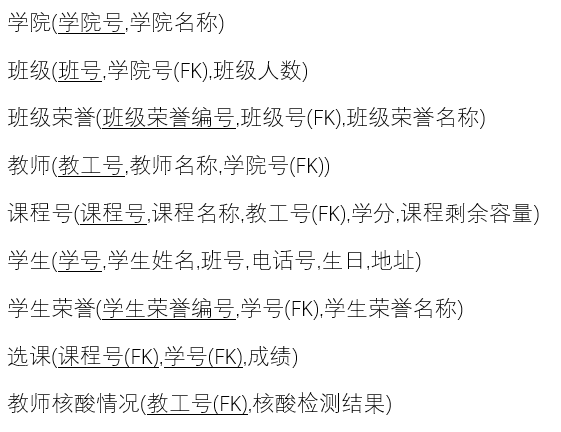 学院(学院号,学院名称)
班级(班号,学院号(FK),班级人数)
班级荣誉(班级荣誉编号,班级号(FK),班级荣誉名称)
教师(教工号,教师名称,学院号(FK))
课程号(课程号,课程名称,教工号(FK),学分,课程剩余容量)
学生(学号,学生姓名,班号,电话号,生日,地址)
学生荣誉(学生荣誉编号,学号(FK),学生荣誉名称)
选课(课程号(FK),学号(FK),成绩)
教师核酸情况(教工号(FK),核酸检测结果)